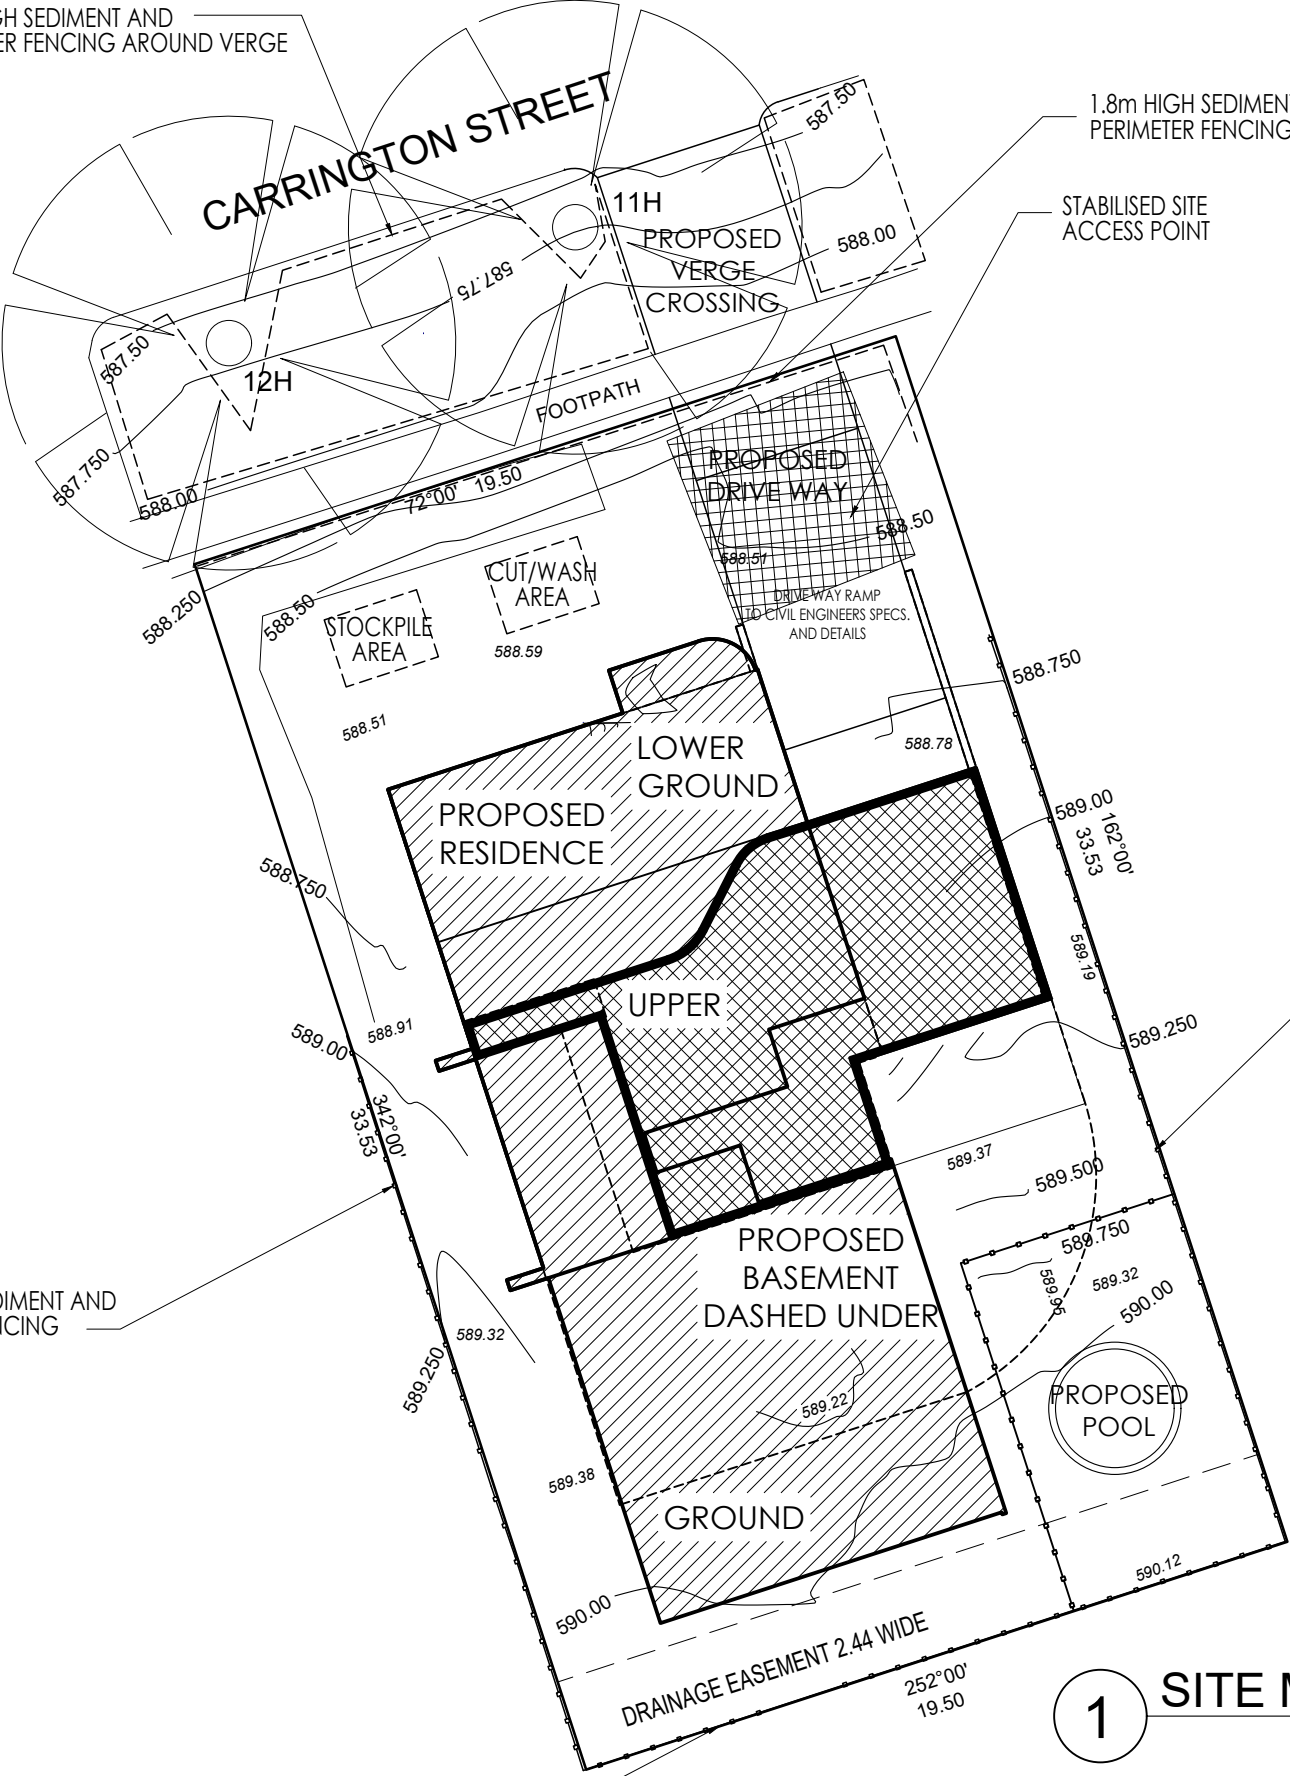 SEDIMENT AND
FENCING AROUND VERGE
CARRINGTON STREET
587.50
1.8m HIGH SEDIMENT
PERIMETER FENCING
STABILISED SITE
ACCESS POINT
11H
PROPOSED
VERGE
CROSSING
588.00
587.75
587.50
12H
FOOTPATH
587.750
588.00
72°00' 19.50
PROPOSED
DRIVE WAY
588.50
588.51
DRIVE WAY RAMP
TO CIVIL ENGINEERS SPECS.
AND DETAILS
588.250
588.50
STOCKPILE
AREA
CUT/WASH
AREA
588.59
588.51
588.750
588.78
LOWER
GROUND
PROPOSED
RESIDENCE
589.00
162°00'
33.53
588.750
589.19
UPPER
588.91
589.00
589.250
342°00'
33.53
589.37
589.500
PROPOSED
BASEMENT
DASHED UNDER
589.750
589.95
589.32
590.00
AND
589.32
589.250
589.22
PROPOSED
POOL
589.38
GROUND
590.00
590.12
DRAINAGE EASEMENT 2.44 WIDE
252°00'
19.50
1
SITE